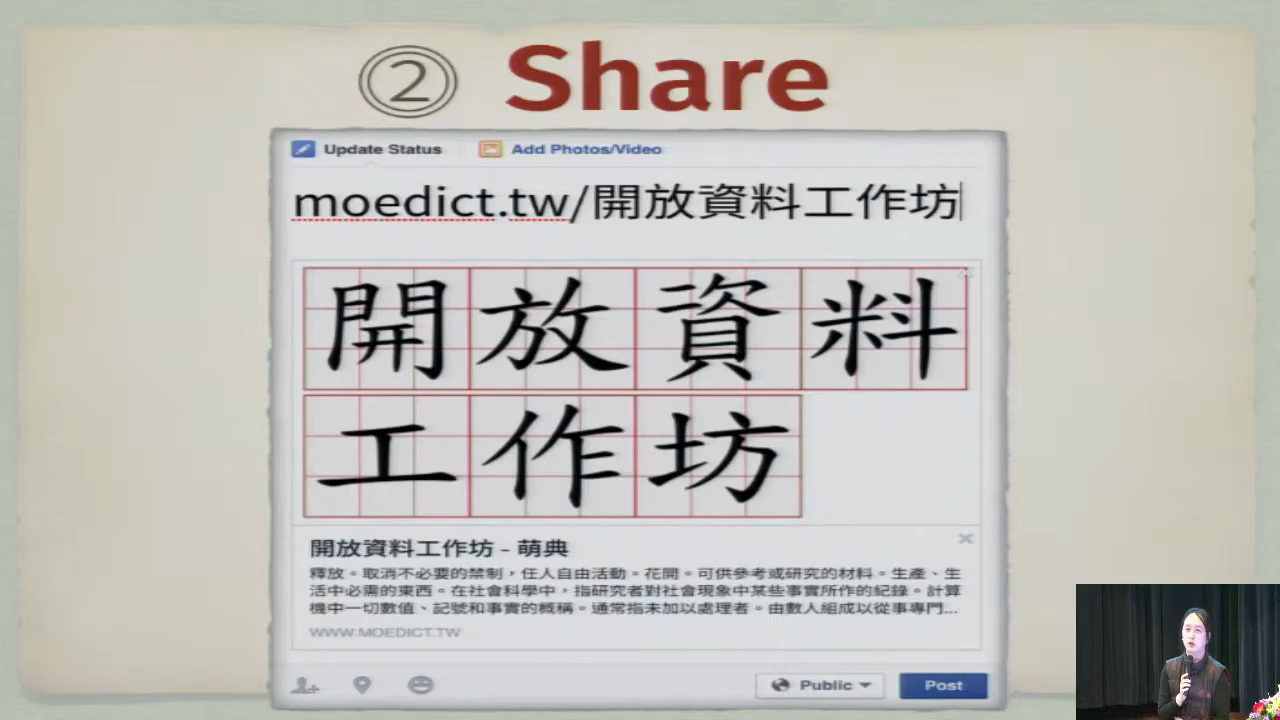 ② Share
Update Status Add Photos/Video
moedict.tw/開放資料工作坊
開放資料
工作坊
開放資料工作坊 - 萌典
釋放。取消不必要的禁制，任人自由活動。花開。可供參考或研究的材料。生產、生
活中必需的東西。在社會科學中，指研究者對社會現象中某些事實所作的紀錄。計算
機中一切數值、記號和事實的概稱。通常指未加以處理者。由數人組成以從事專門...
WWW.MOEDICT.TW
Public Post